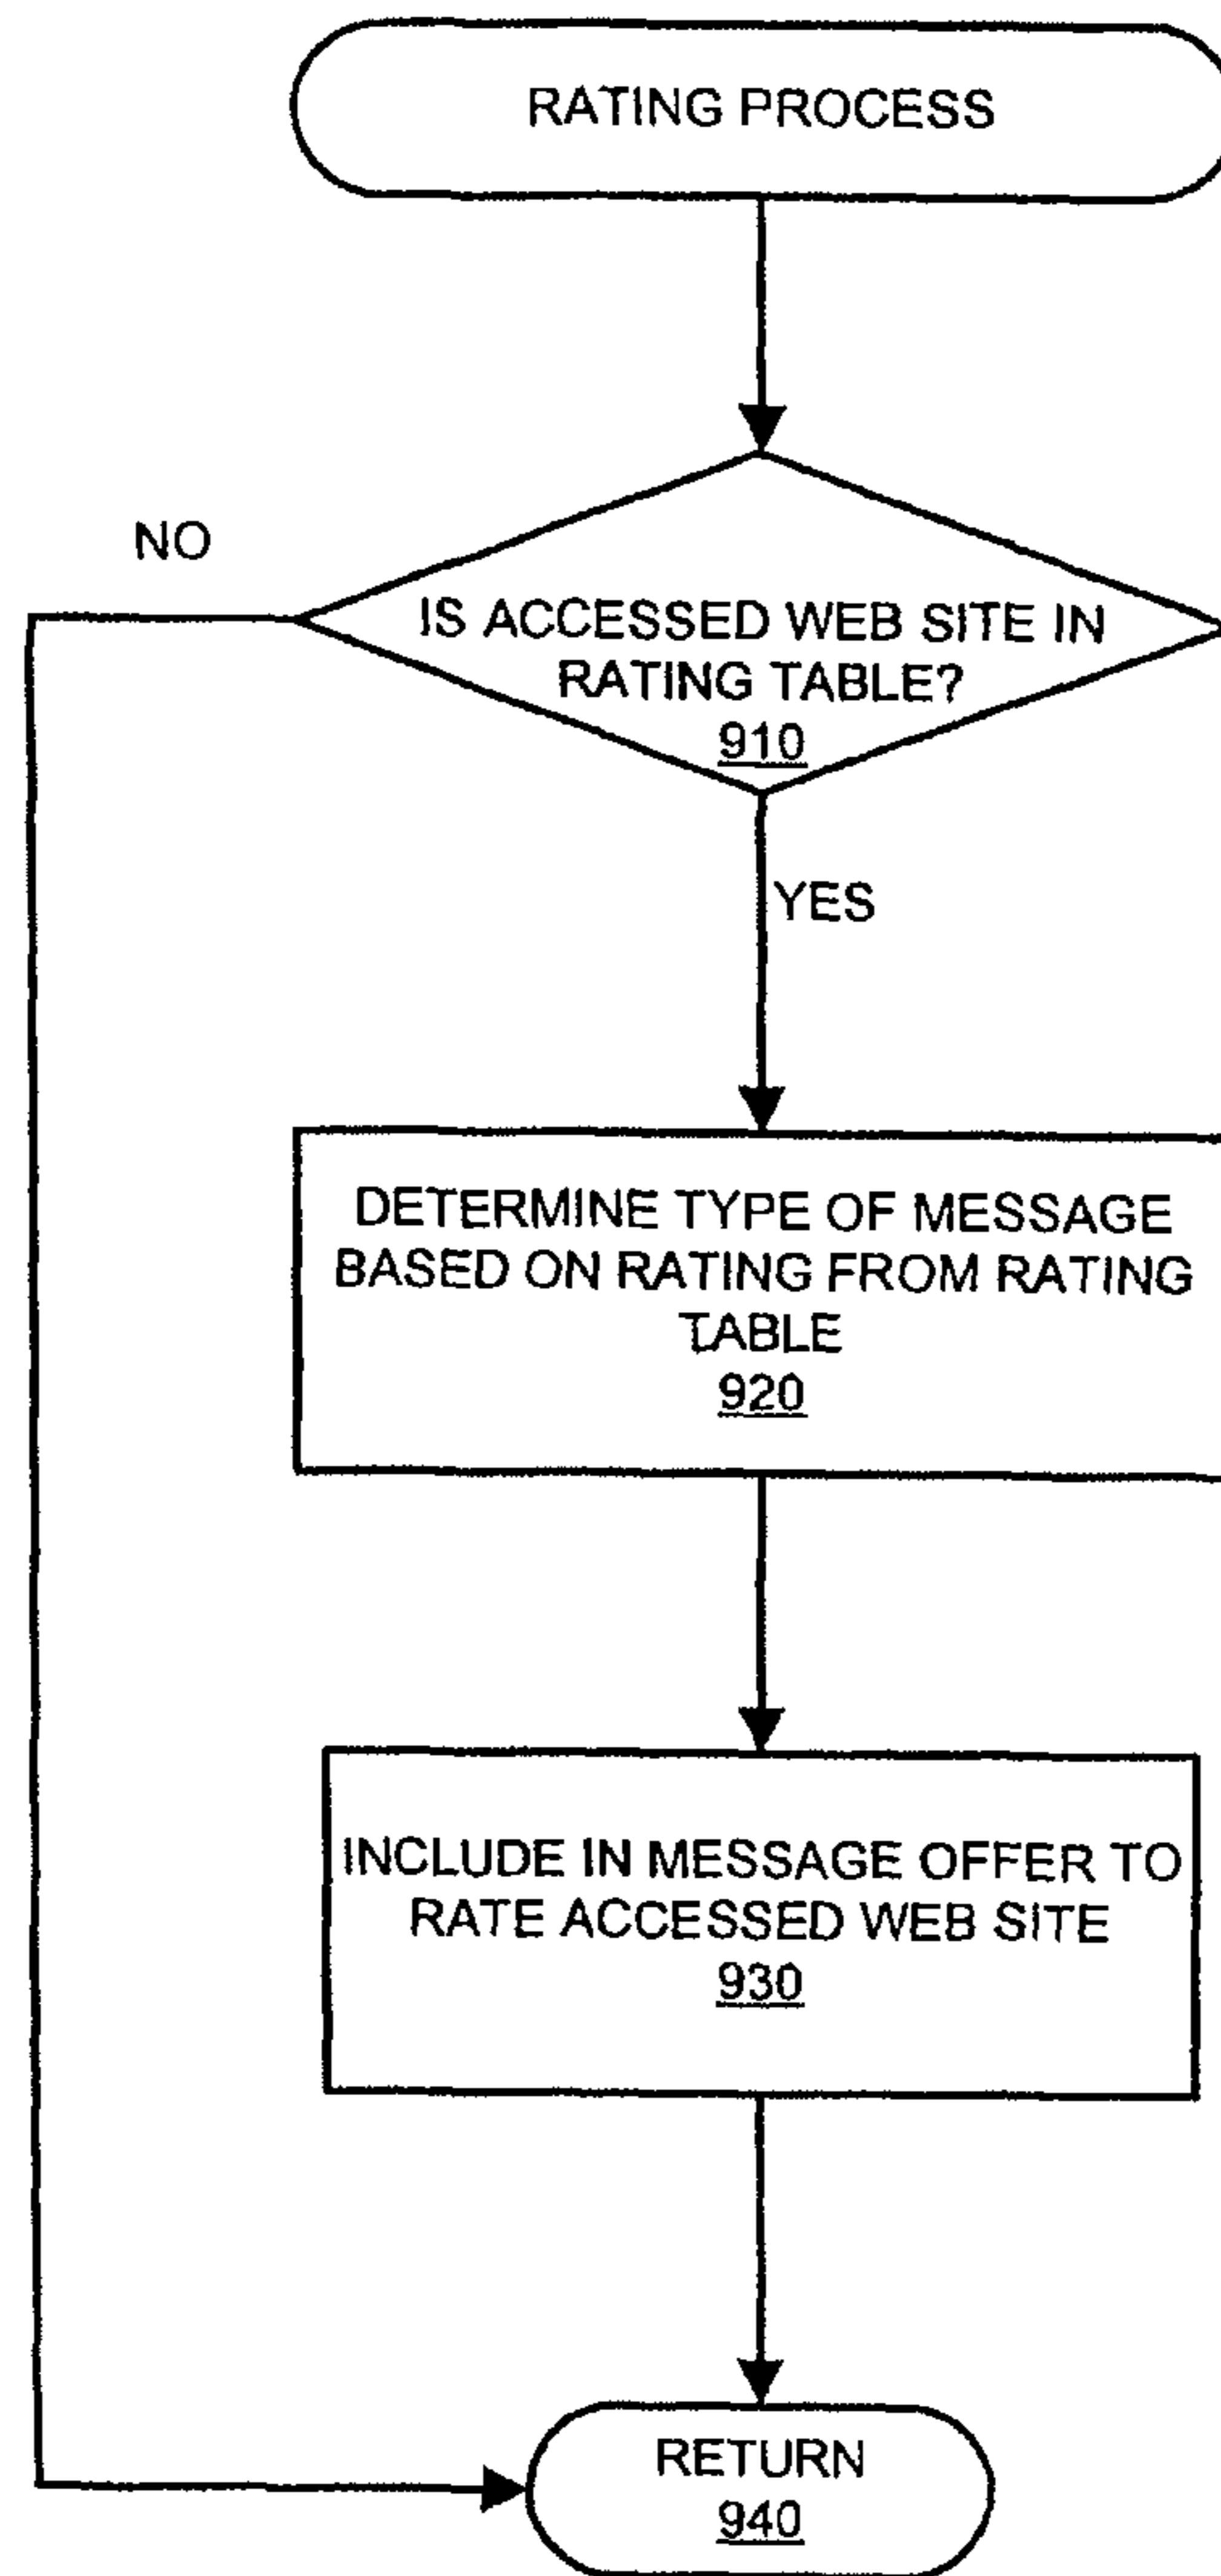 RATING PROCESS
NO
IS ACCESSED WEB SITE IN
RATING TABLE?
910
YES
DETERMINE TYPE OF MESSAGE
BASED ON RATING FROM RATING
TABLE
920
INCLUDE IN MESSAGE OFFER TO
RATE ACCESSED WEB SITE
930
RETURN
940